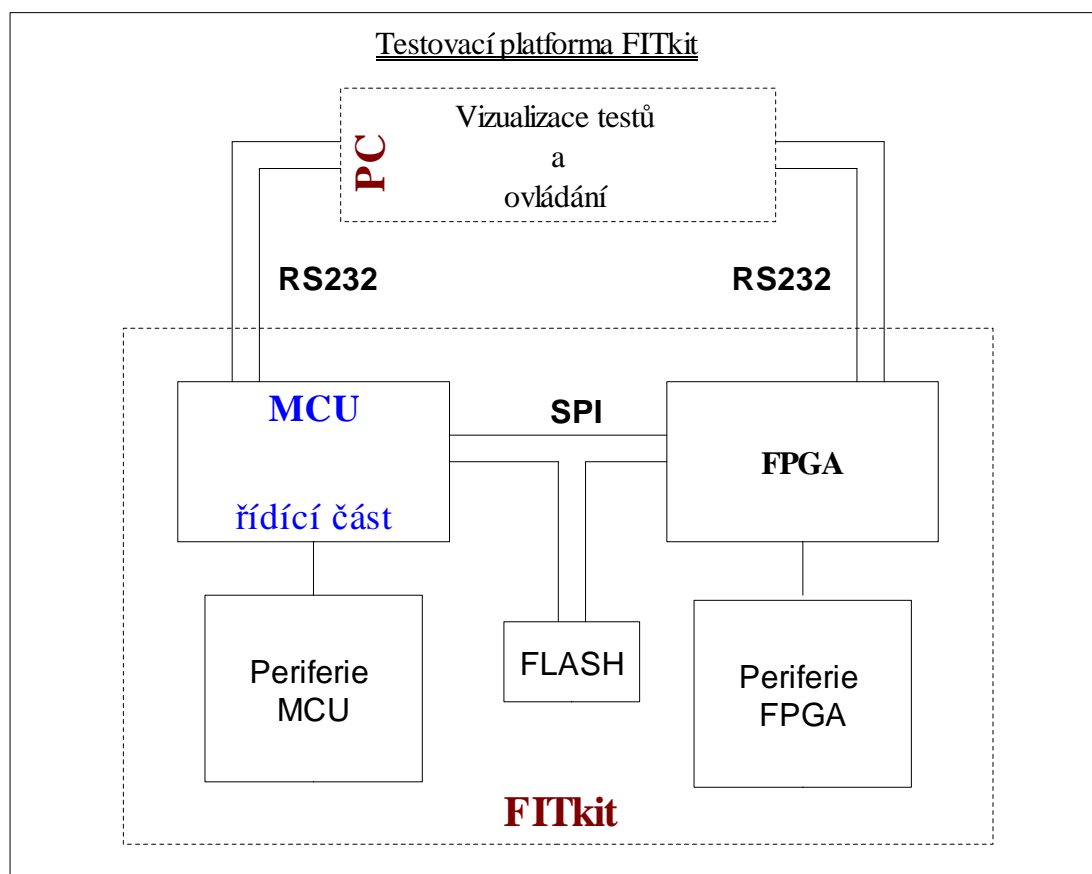 Testovací platforma FITkit
PC
Vizualizace testů
a
ovládání
RS232
RS232
MCU
řídící část
SPI
FPGA
Periferie
MCU
FLASH
Periferie
FPGA
FITkit